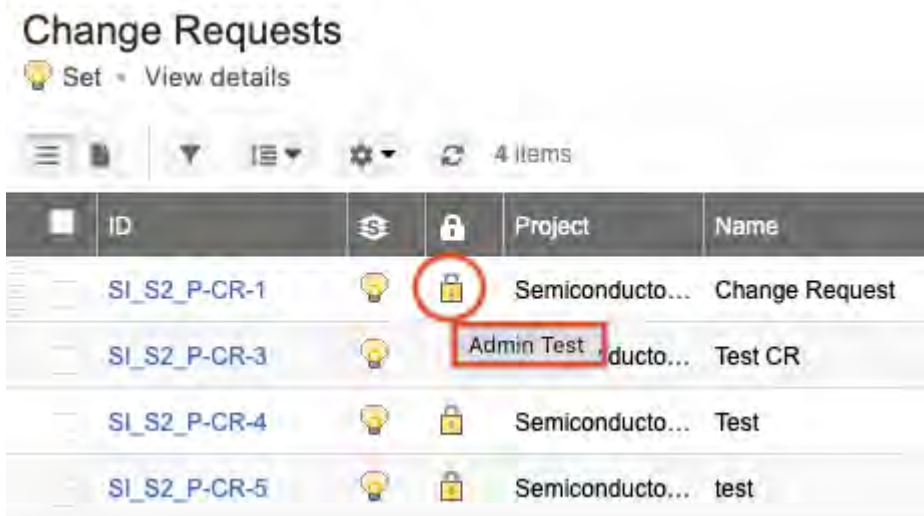 Change Requests
Set • View details
4 items
ID S Project Name
SI_S2_P-CR-1 Semiconducto... Change Request
Admin Test
SI_S2_P-CR-3 ducto... Test CR
SI_S2_P-CR-4 Semiconducto... Test
SI_S2_P-CR-5 Semiconducto... test